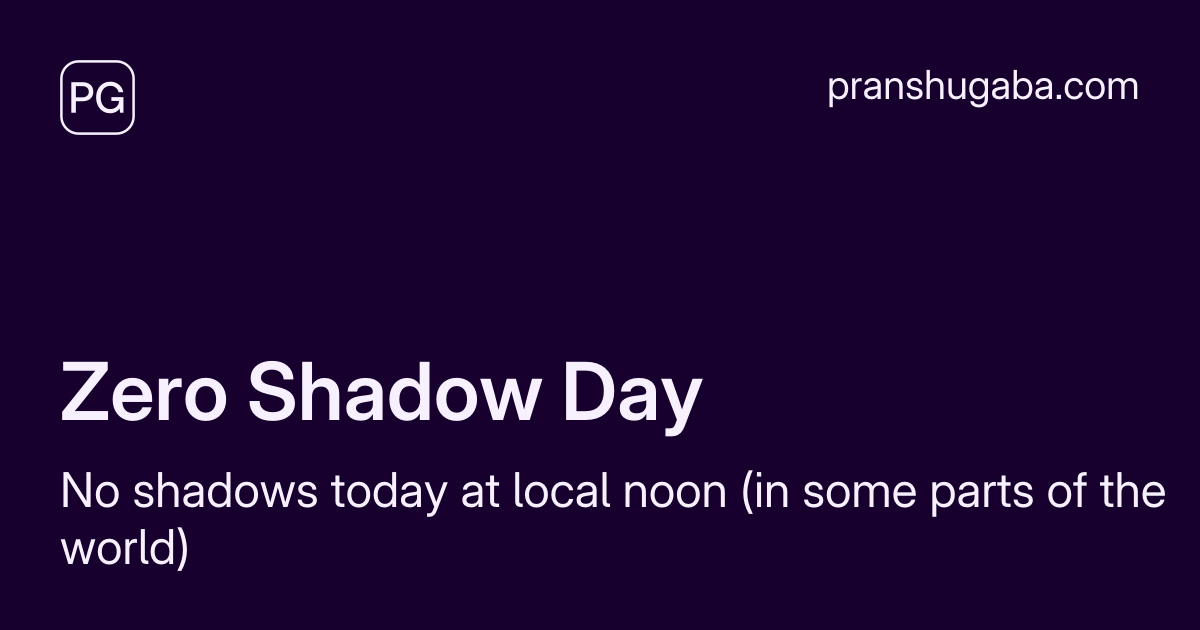 PG
pranshugaba.com
Zero Shadow Day
No shadows today at local noon (in some parts of the
world)